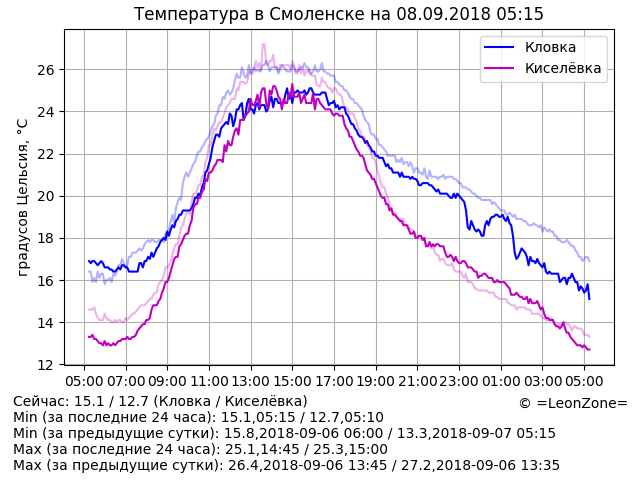 Температура в Смоленске на 08.09.2018 05:15
Кловка
Киселёвка
градусов Цельсия, °C
26
24
22
20
18
16
14
12
05:00 07:00 09:00 11:00 13:00 15:00 17:00 19:00 21:00 23:00 01:00 03:00 05:00
Сейчас: 15.1 / 12.7 (Кловка / Киселёвка)
© =LeonZone=
Min (за последние 24 часа): 15.1,05:15 / 12.7,05:10
Min (за предыдущие сутки): 15.8,2018-09-06 06:00 / 13.3,2018-09-07 05:15
Max (за последние 24 часа): 25.1,14:45 / 25.3,15:00
Max (за предыдущие сутки): 26.4,2018-09-06 13:45 / 27.2,2018-09-06 13:35